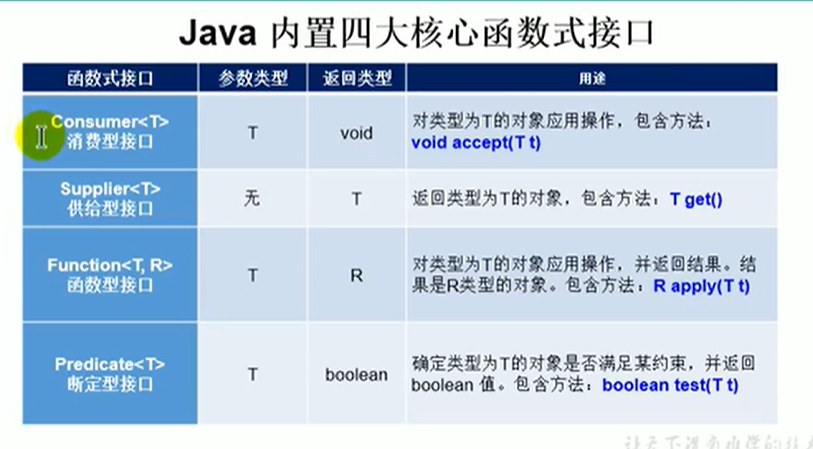 Java 内置四大核心函数式接口
函数式接口 参数类型 返回类型 用途
Consumer<T>
消费型接口
T
void
对类型为T的对象应用操作，包含方法：
void accept(T t)
Supplier<T>
供给型接口
无
T
返回类型为T的对象，包含方法：T get()
Function<T, R>
函数型接口
T
R
对类型为T的对象应用操作，并返回结果。结
果是R类型的对象。包含方法：R apply(T t)
Predicate<T>
断定型接口
T
boolean
确定类型为T的对象是否满足某约束，并返回
boolean 值。包含方法：boolean test(T t)